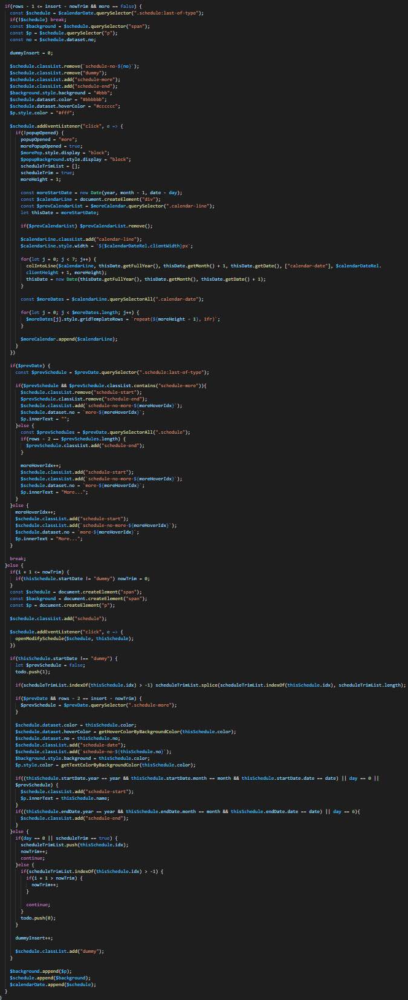 if(rows - 1 <= insert - nowTrim && more == false) {
const $schedule = $calendarDate.querySelector(".schedule:last-of-type");
if(!$schedule) break;
const $background = $schedule.querySelector("span");
const $p = $schedule.querySelector("p");
const no = $schedule.dataset.no;
dummyInsert = 0;
$schedule.classList.remove(`schedule-no-${no}`);
$schedule.classList.remove("dummy");
$schedule.classList.add("schedule-more");
$schedule.classList.add("schedule-end");
$background.style.background = "#bbb";
$schedule.dataset.color = "#bbbbbb";
$schedule.dataset.hoverColor = "#cccccc";
$p.style.color = "#fff";
$schedule.addEventListener("click", e => {
if(!popupOpened) {
popupOpened = "more";
morePopupOpened = true;
$morePop.style.display = "block";
$popupBackground.style.display = "block";
scheduleTrimList = [];
scheduleTrim = true;
moreHeight = 1;
const moreStartDate = new Date(year, month - 1, date - day);
const $calendarLine = document.createElement("div");
const $prevCalendarList = $moreCalendar.querySelector(".calendar-line");
let thisDate = moreStartDate;
if($prevCalendarList) $prevCalendarList.remove();
$calendarLine.classList.add("calendar-line");
$calendarLine.style.width = `${$calendarDateRel.clientWidth}px`;
for(let j = 0; j < 7; j++) {
colIntoLine($calendarLine, thisDate.getFullYear(), thisDate.getMonth() + 1, thisDate.getDate(), ["calendar-date"], $calendarDateRel.
clientHeight + 1, moreHeight);
thisDate = new Date(thisDate.getFullYear(), thisDate.getMonth(), thisDate.getDate() + 1);
}
const $moreDates = $calendarLine.querySelectorAll(".calendar-date");
for(let j = 0; j < $moreDates.length; j++) {
$moreDates[j].style.gridTemplateRows = `repeat(${moreHeight - 1}, 1fr)`;
}
$moreCalendar.append($calendarLine);
}
})
if($prevDate) {
const $prevSchedule = $prevDate.querySelector(".schedule:last-of-type");
if($prevSchedule && $prevSchedule.classList.contains("schedule-more")){
$schedule.classList.remove("schedule-start");
$prevSchedule.classList.remove("schedule-end");
$schedule.classList.add(`schedule-no-more-${moreHoverIdx}`);
$schedule.dataset.no = `more-${moreHoverIdx}`;
$p.innerText = "";
}else {
const $prevSchedules = $prevDate.querySelectorAll(".schedule");
if(rows - 2 == $prevSchedules.length) {
$prevSchedule.classList.add("schedule-end");
}
moreHoverIdx++;
$schedule.classList.add("schedule-start");
$schedule.classList.add(`schedule-no-more-${moreHoverIdx}`);
$schedule.dataset.no = `more-${moreHoverIdx}`;
$p.innerText = "More...";
}
}else {
moreHoverIdx++;
$schedule.classList.add("schedule-start");
$schedule.classList.add(`schedule-no-more-${moreHoverIdx}`);
$schedule.dataset.no = `more-${moreHoverIdx}`;
$p.innerText = "More...";
}
break;
}else {
if(i + 1 <= nowTrim) {
if(thisSchedule.startDate != "dummy") nowTrim = 0;
}
const $schedule = document.createElement("span");
const $background = document.createElement("span");
const $p = document.createElement("p");
$schedule.classList.add("schedule");
$schedule.addEventListener("click", e => {
openModifySchedule($schedule, thisSchedule);
})
if(thisSchedule.startDate !== "dummy") {
let $prevSchedule = false;
todo.push(1);
if(scheduleTrimList.indexOf(thisSchedule.idx) > -1) scheduleTrimList.splice(scheduleTrimList.indexOf(thisSchedule.idx), scheduleTrimList.length);
if($prevDate && rows - 2 == insert - nowTrim) {
$prevSchedule = $prevDate.querySelector(".schedule-more");
}
$schedule.dataset.color = thisSchedule.color;
$schedule.dataset.hoverColor = getHoverColorByBackgroundColor(thisSchedule.color);
$schedule.dataset.no = thisSchedule.no;
$schedule.classList.add("schedule-date");
$schedule.classList.add(`schedule-no-${thisSchedule.no}`);
$background.style.background = thisSchedule.color;
$p.style.color = getTextColorByBackgroundColor(thisSchedule.color);
if((thisSchedule.startDate.year == year && thisSchedule.startDate.month == month && thisSchedule.startDate.date == date) || day == 0 ||
$prevSchedule) {
$schedule.classList.add("schedule-start");
$p.innerText = thisSchedule.name;
}
if((thisSchedule.endDate.year == year && thisSchedule.endDate.month == month && thisSchedule.endDate.date == date) || day == 6){
$schedule.classList.add("schedule-end");
}
}else {
if(day == 0 || scheduleTrim == true) {
scheduleTrimList.push(thisSchedule.idx);
nowTrim++;
continue;
}else {
if(scheduleTrimList.indexOf(thisSchedule.idx) > -1) {
if(i + 1 > nowTrim) {
nowTrim++;
}
continue;
}
todo.push(0);
}
dummyInsert++;
$schedule.classList.add("dummy");
}
$background.append($p);
$schedule.append($background);
$calendarDate.append($schedule);
}
}